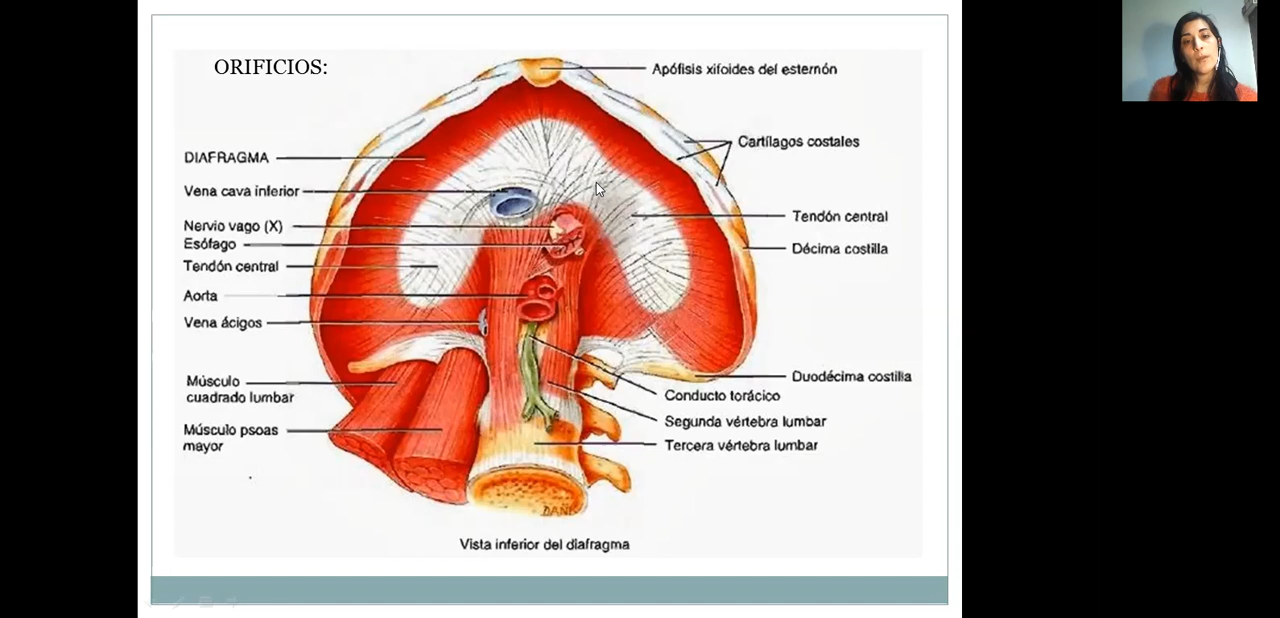 ORIFICIOS:
Apófisis xifoides del esternón
Cartílagos costales
DIAFRAGMA
Vena cava inferior
Nervio vago (X)
Esófago
Tendón central
Aorta
Vena ácigos
Tendón central
Décima costilla
Músculo
cuadrado lumbar
Músculo psoas
mayor
Duodécima costilla
Conducto torácico
Segunda vértebra lumbar
Tercera vértebra lumbar
Vista inferior del diafragma